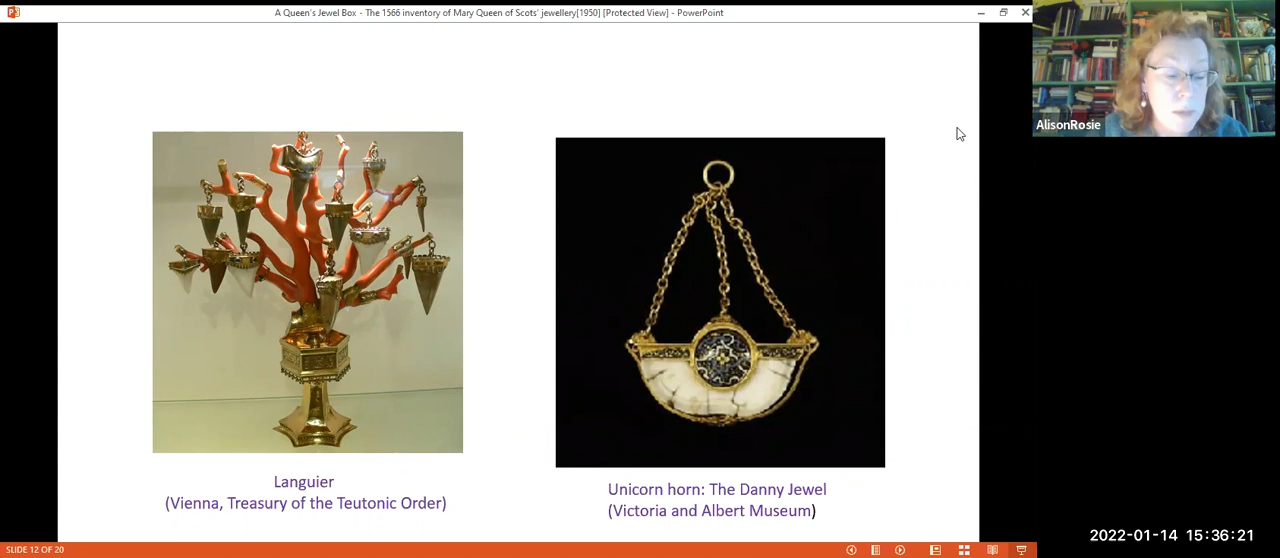 A Queen's Jewel Box - The 1566 inventory of Mary Queen of Scots' jewellery[1950] [Protected View] - PowerPoint
AlisonRosie
Languier
(Vienna, Treasury of the Teutonic Order)
Unicorn horn: The Danny Jewel
(Victoria and Albert Museum)
2022-01-14 15:36:21
SLIDE 12 OF 20